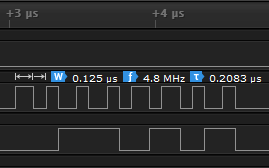 +3 µs +4 µs
W 0.125 µs f 4.8 MHz τ 0.2083 µs